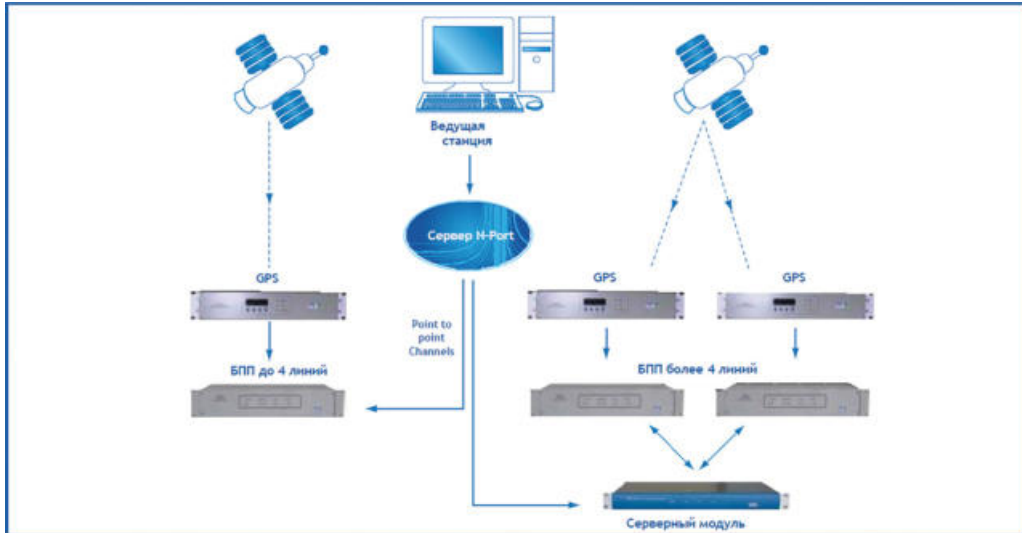 Ведущая
станция
Сервер N-Port
GPS
GPS
GPS
Point to
point
Channels
БПП до 4 линий
БПП более 4 линий
Серверный модуль